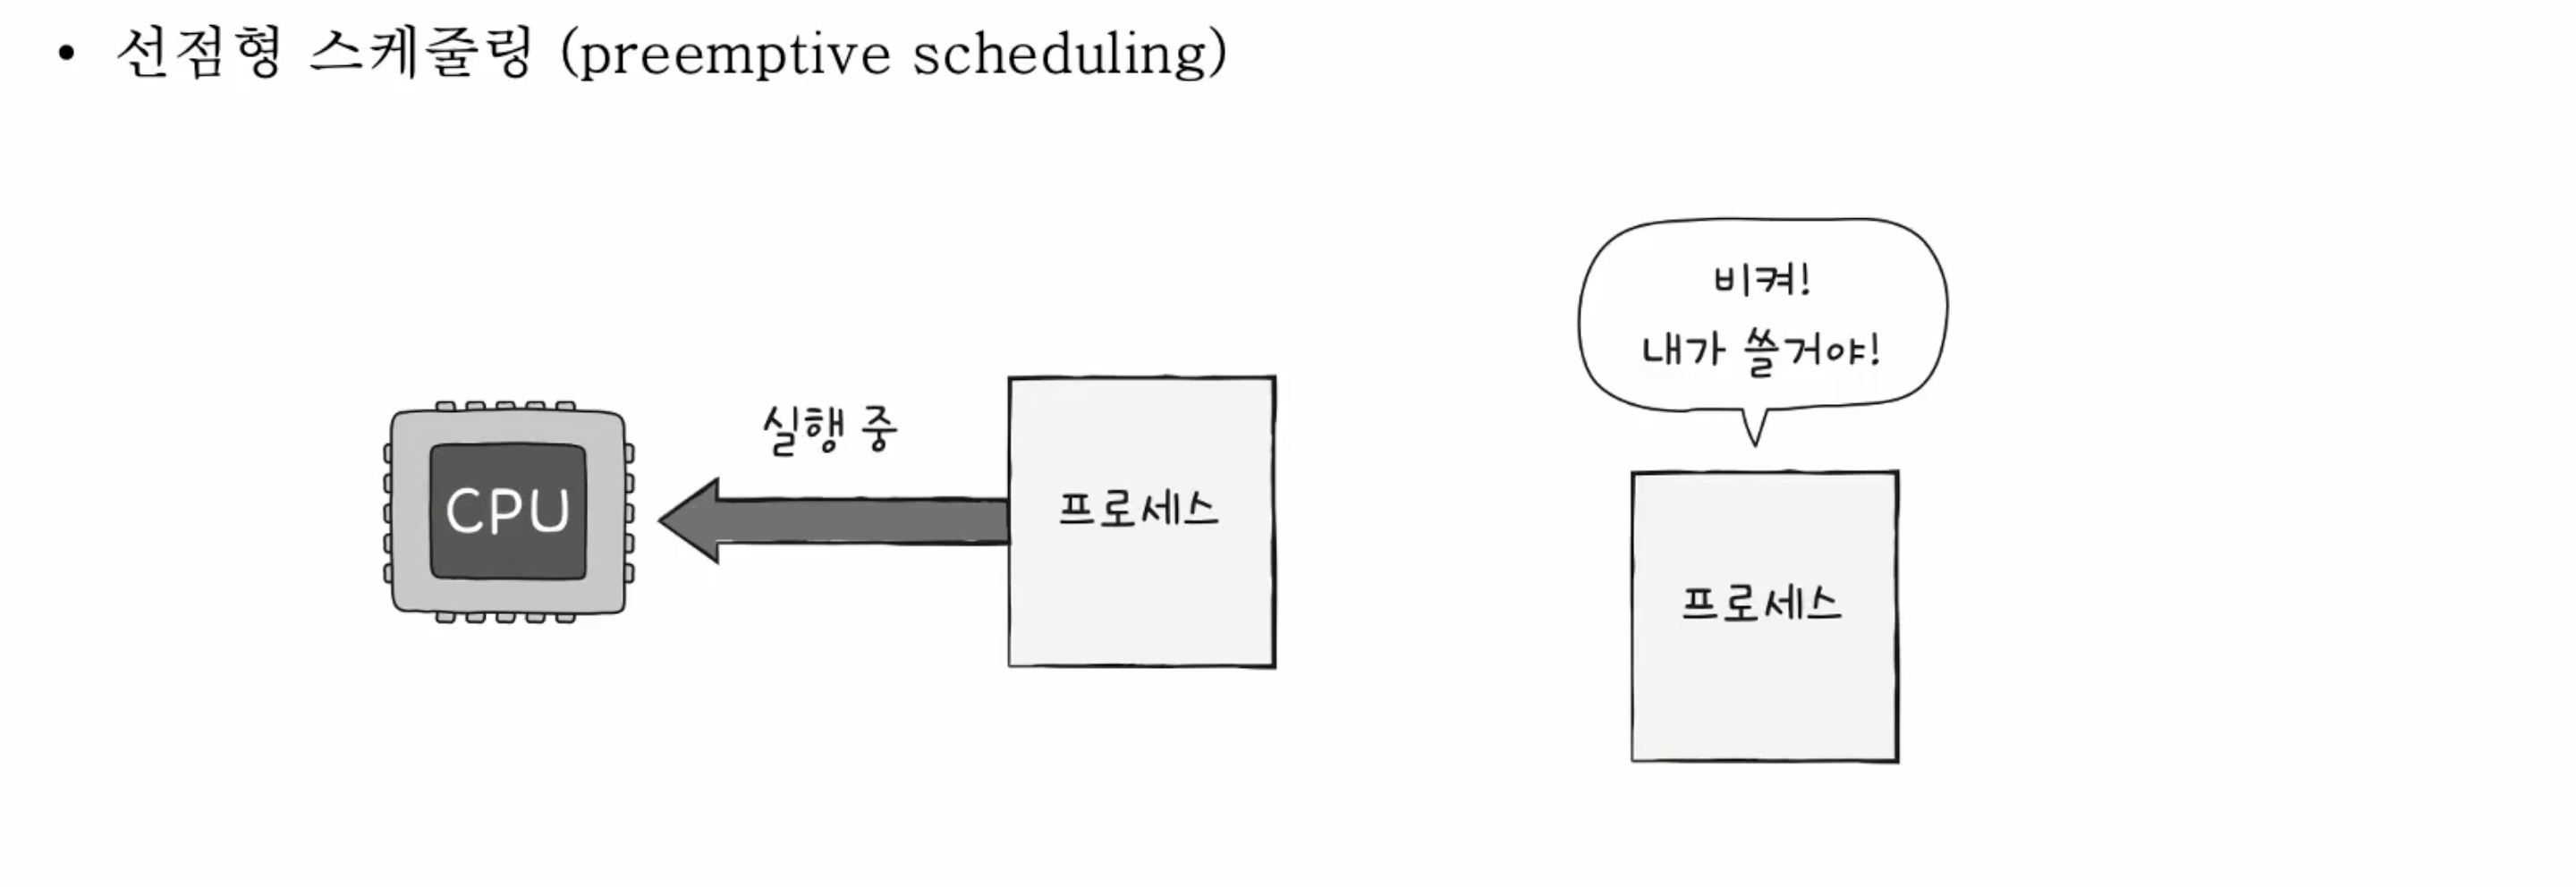 • 선점형 스케줄링 (preemptive scheduling)
비켜!
내가 쓸거야!
실행 중
CPU
프로세스
프로세스